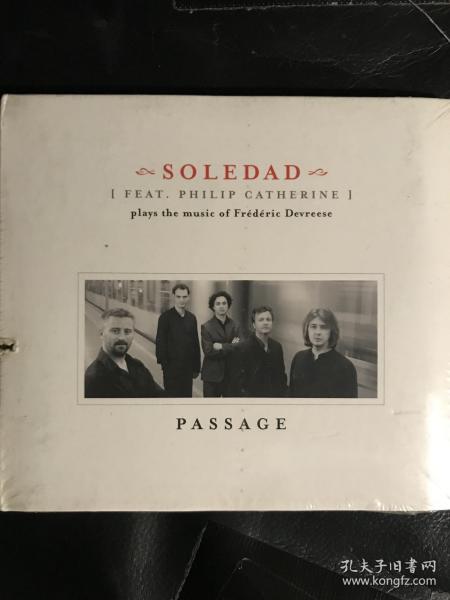 SOLEDAD
[ FEAT. PHILIP CATHERINE ]
plays the music of Frédéric Devreese
PASSAGE
孔夫子旧书网
www.kongfz.com